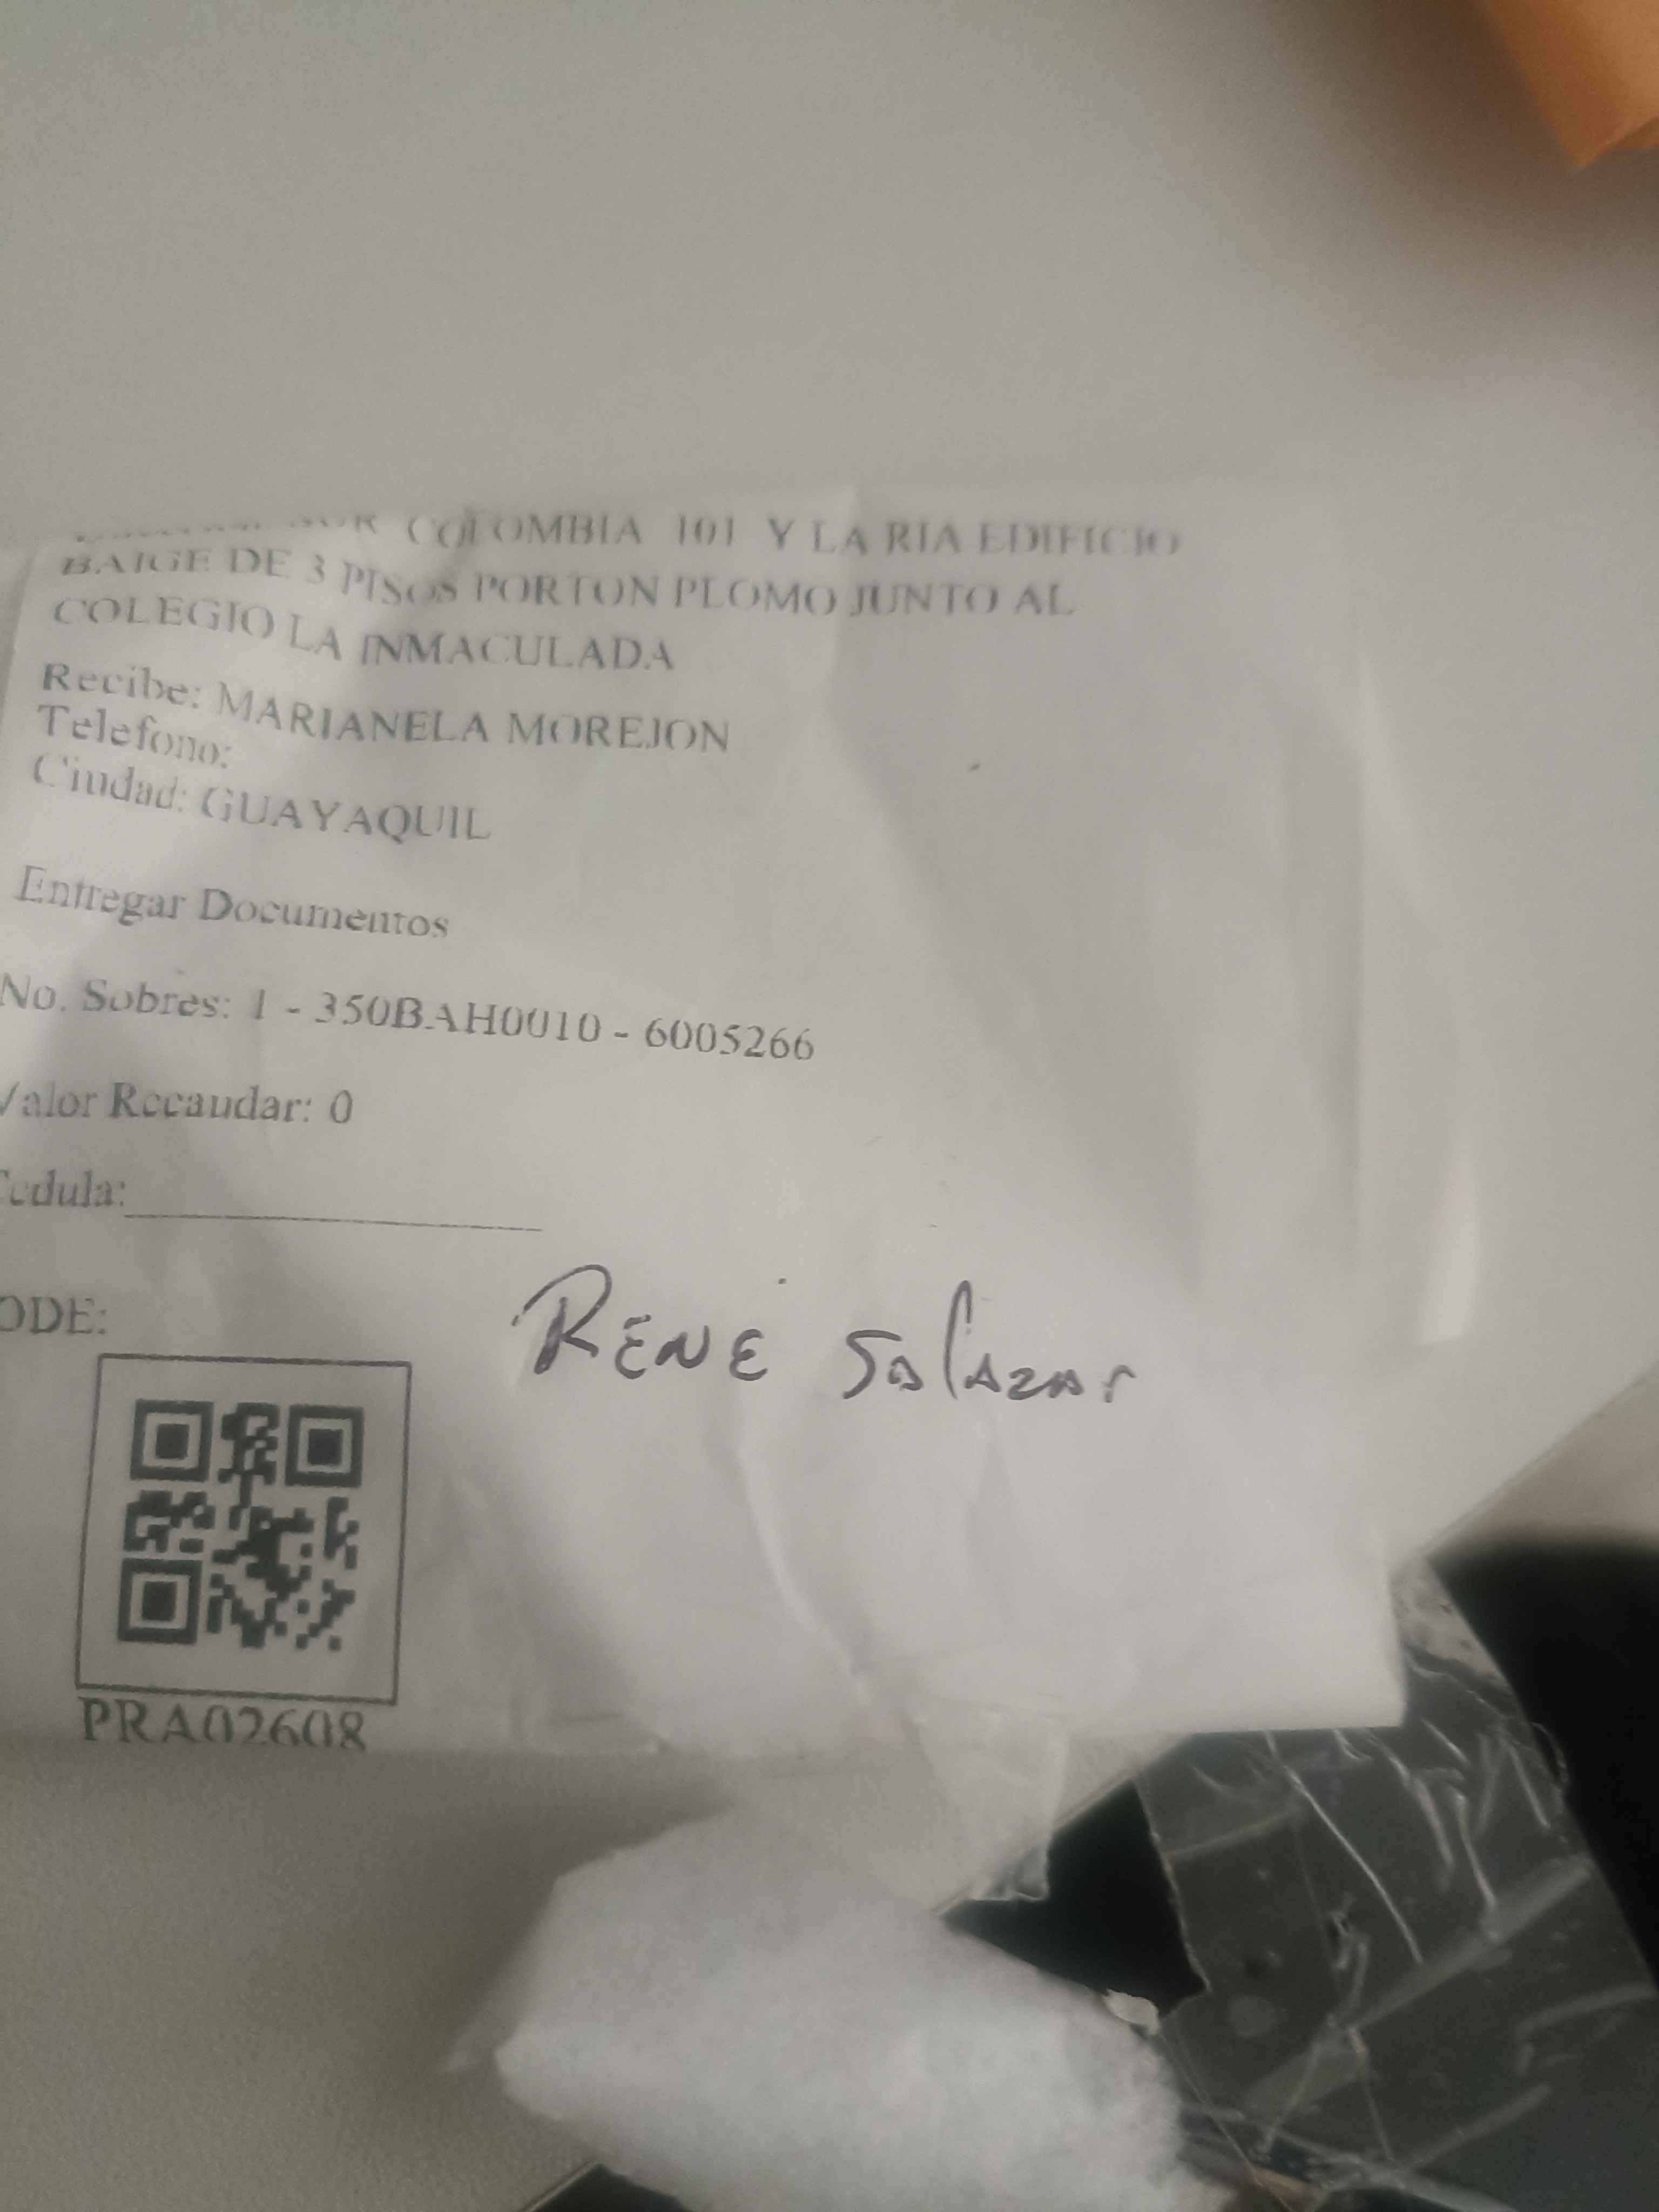 COLOMBIA 101 Y LA RIA EDIFICIO
BAIGE DE 3 PISOS PORTON PLOMO JUNTO AL
COLEGIO LA INMACULADA
Recibe: MARIANELA MOREJON
Telefono:
Ciudad: GUAYAQUIL
Entregar Documentos
No. Sobres: 1 - 350BAH0010 - 6005266
Valor Recaudar: 0
Cedula:
ODE:
RENE Salazar
PRA02608